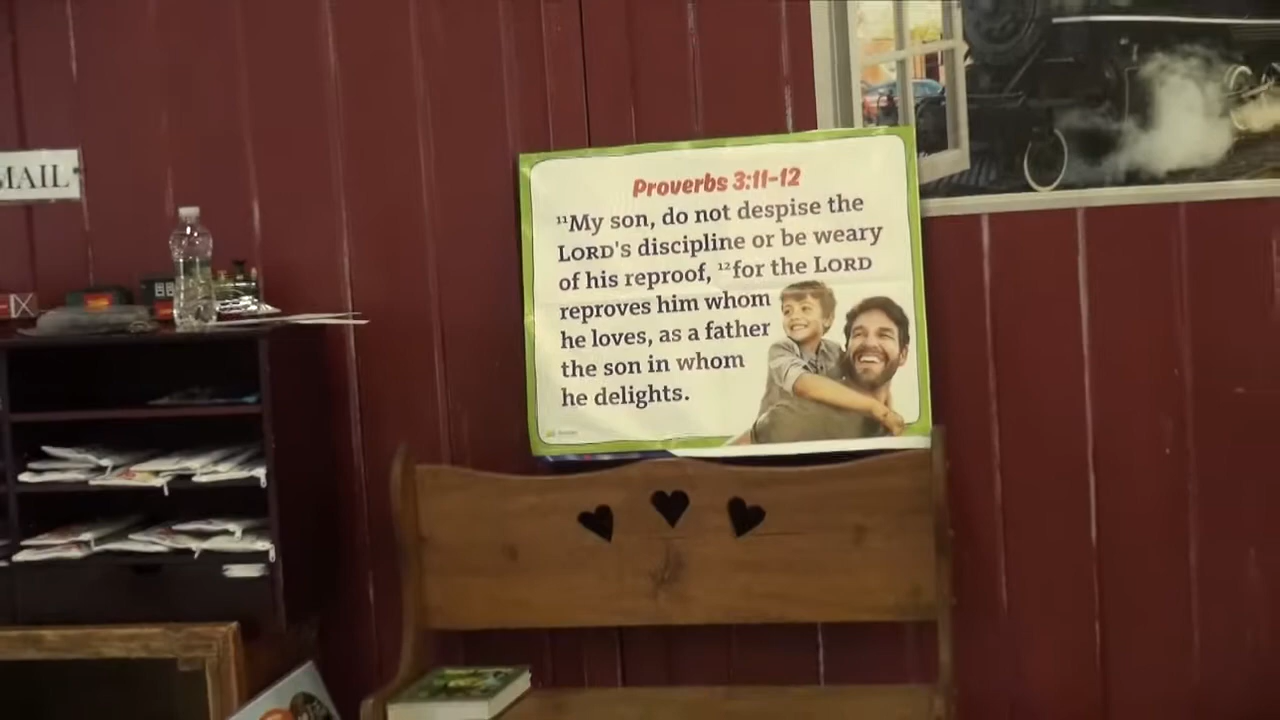 MAIL
Proverbs 3:11-12
¹¹My son, do not despise the
LORD's discipline or be weary
of his reproof, ¹²for the LORD
reproves him whom
he loves, as a father
the son in whom
he delights.